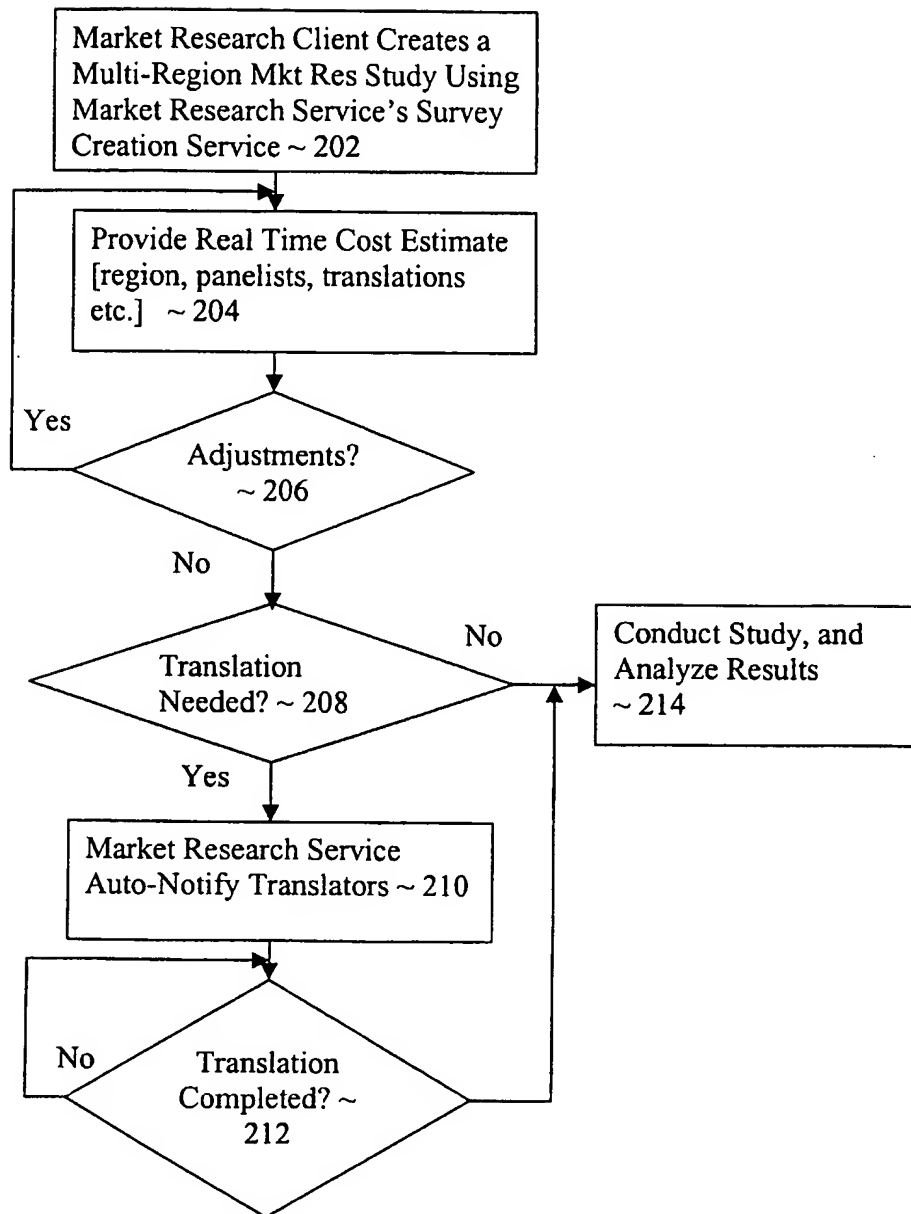 Market Research Client Creates a
Multi-Region Mkt Res Study Using
Market Research Service's Survey
Creation Service ~ 202
Provide Real Time Cost Estimate
[region, panelists, translations
etc.] ~ 204
Yes
Adjustments?
~ 206
No
Translation
Needed? ~ 208
No
Conduct Study, and
Analyze Results
~ 214
Yes
Market Research Service
Auto-Notify Translators ~ 210
No
Translation
Completed? ~
212